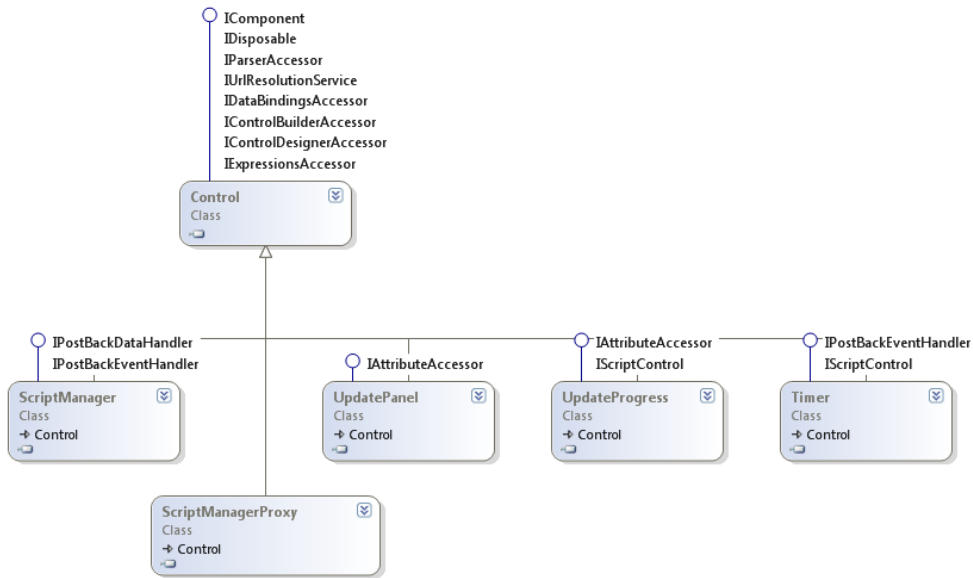 IComponent
IDisposable
IParserAccessor
IUrlResolutionService
IDataBindingsAccessor
IControlBuilderAccessor
IControlDesignerAccessor
IExpressionsAccessor
Control
Class
IPostBackDataHandler
IPostBackEventHandler
ScriptManager
Class
Control
IAttributeAccessor
UpdatePanel
Class
Control
IAttributeAccessor
IScriptControl
UpdateProgress
Class
Control
IPostBackEventHandler
IScriptControl
Timer
Class
Control
ScriptManagerProxy
Class
Control